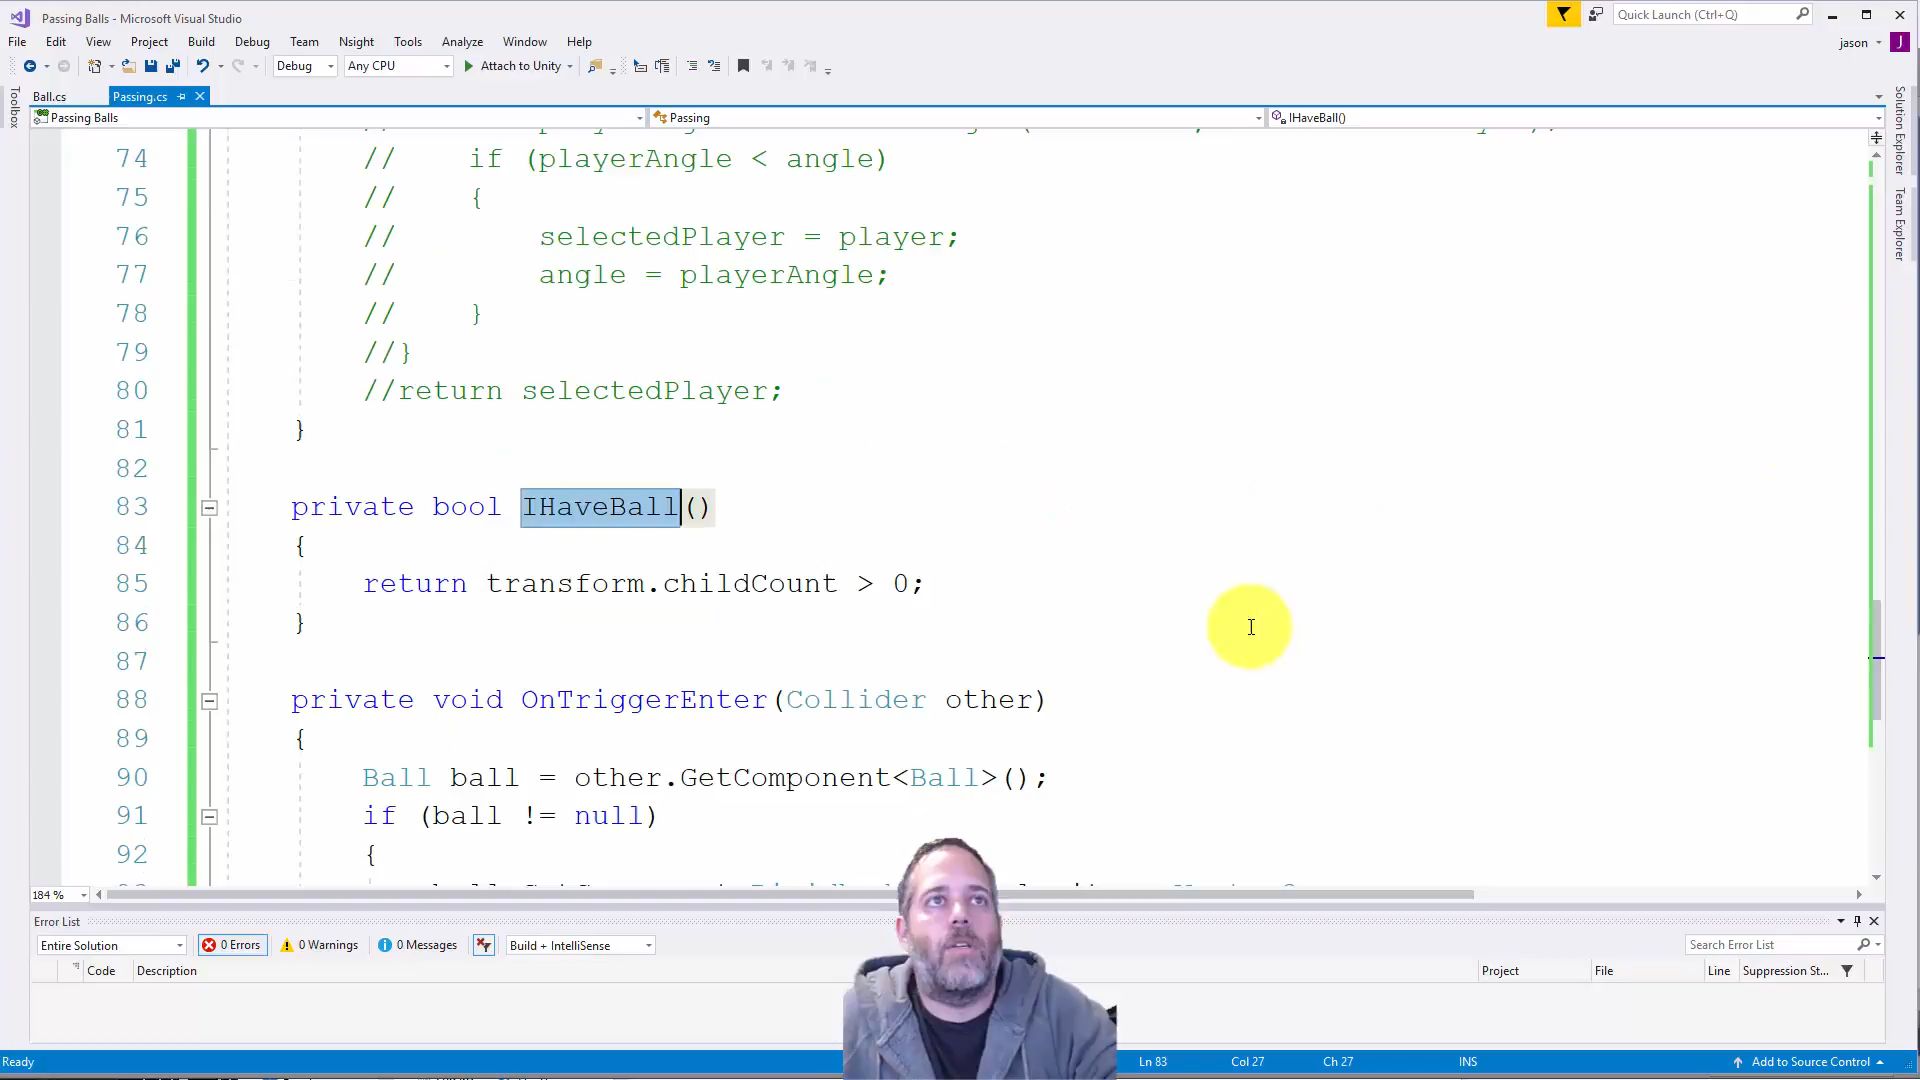 Passing Balls - Microsoft Visual Studio
Quick Launch (Ctrl+Q)
File Edit View Project Build Debug Team Nsight Tools Analyze Window Help
jason J
Debug Any CPU Attach to Unity
Toolbox
Ball.cs Passing.cs
Passing Balls Passing IHaveBall()
74 // if (playerAngle < angle)
75 // {
76 // selectedPlayer = player;
77 // angle = playerAngle;
78 // }
79 //}
80 //return selectedPlayer;
81 }
82
83 private bool IHaveBall()
84 {
85 return transform.childCount > 0;
86 }
87
88 private void OnTriggerEnter(Collider other)
89 {
90 Ball ball = other.GetComponent<Ball>();
91 if (ball != null)
92 {
184 %
Solution Explorer
Team Explorer
Error List
Entire Solution 0 Errors 0 Warnings 0 Messages Build + IntelliSense Search Error List
Code Description Project File Line Suppression St...
Ready Ln 83 Col 27 Ch 27 INS Add to Source Control